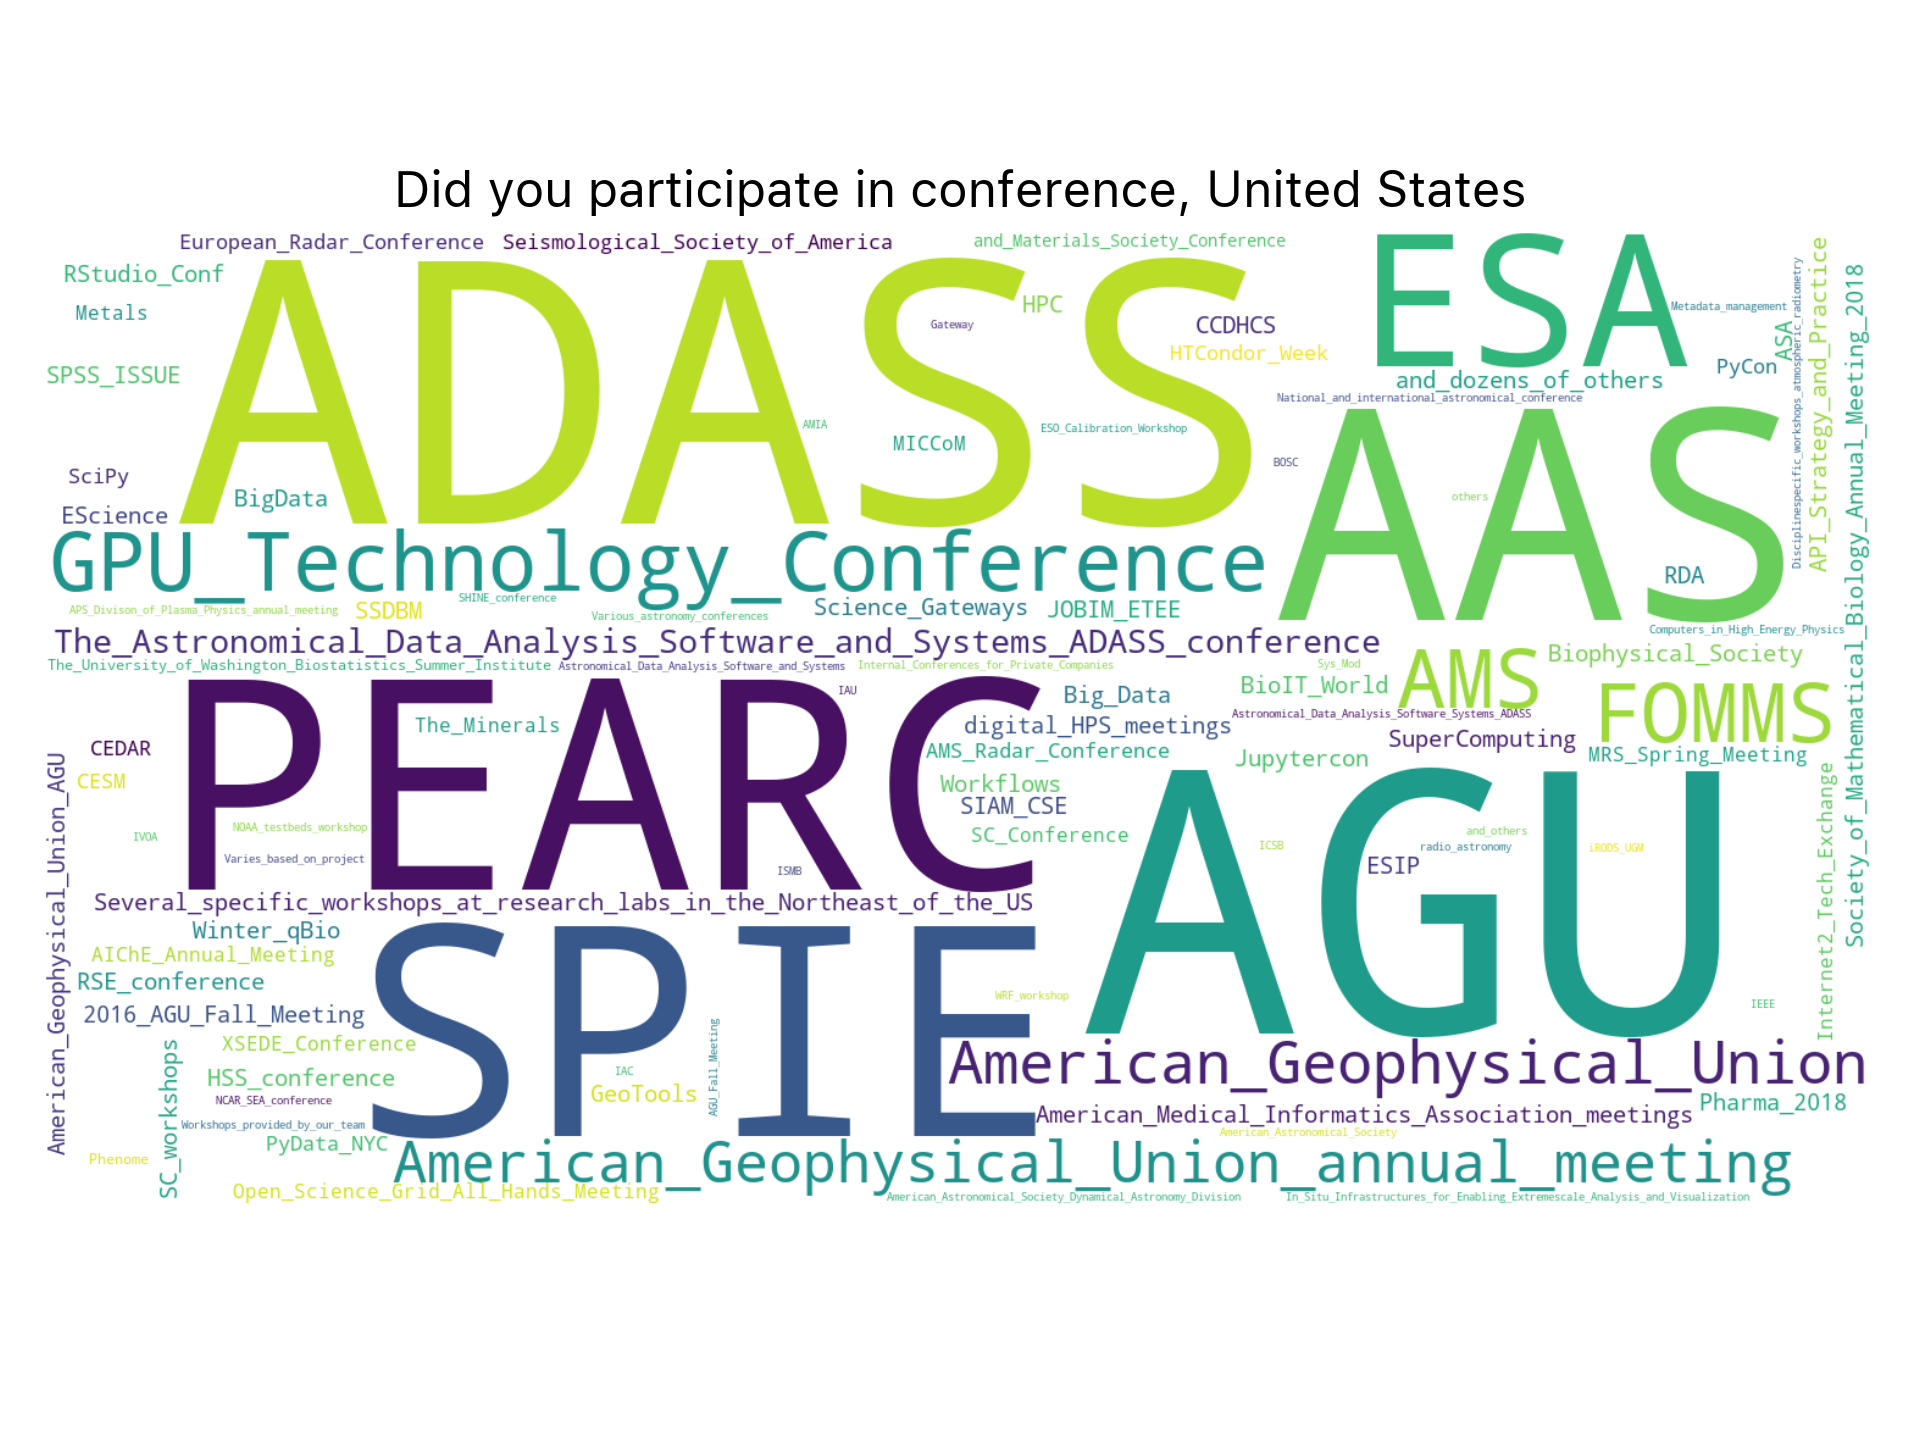 Did you participate in conference, United States
European_Radar_Conference
Seismological_Society_of_America
and_Materials_Society_Conference
ESA
RStudio_Conf
ADASS
HPC
Metals
Gateway
CCDHCS
HTCondor_Week
Metadata_management
ASA
PyCon
Disciplinespecific_workshops_atmospheric_radiometry
API_Strategy_and_Practice
Society_of_Mathematical_Biology_Annual_Meeting_2018
SPSS_ISSUE
and_dozens_of_others
National_and_international_astronomical_conference
AMIA
MICCoM
ESO_Calibration_Workshop
BOSC
AAS
others
SciPy
BigData
EScience
GPU_Technology_Conference
RDA
SHINE_conference
APS_Divison_of_Plasma_Physics_annual_meeting
SSDBM
Various_astronomy_conferences
Science_Gateways
JOBIM_ETEE
The_Astronomical_Data_Analysis_Software_and_Systems_ADASS_conference
Computers_in_High_Energy_Physics
The_University_of_Washington_Biostatistics_Summer_Institute
Astronomical_Data_Analysis_Software_and_Systems
Internal_Conferences_for_Private_Companies
Sys_Mod
AMS
Biophysical_Society
PEARC
IAU
Big_Data
BioIT_World
FOMMS
The_Minerals
digital_HPS_meetings
Astronomical_Data_Analysis_Software_Systems_ADASS
CEDAR
AMS_Radar_Conference
SuperComputing
MRS_Spring_Meeting
CESM
Workflows
Jupytercon
American_Geophysical_Union_AGU
SIAM_CSE
AGU
Internet2_Tech_Exchange
IVOA
NOAA_testbeds_workshop
SC_Conference
ICSB
and_others
radio_astronomy
iRODS_UGM
Varies_based_on_project
ISMB
ESIP
Several_specific_workshops_at_research_labs_in_the_Northeast_of_the_US
Winter_qBio
SPIE
AIChE_Annual_Meeting
RSE_conference
WRF_workshop
IEEE
2016_AGU_Fall_Meeting
XSEDE_Conference
SC_workshops
AGU_Fall_Meeting
IAC
HSS_conference
GeoTools
American_Geophysical_Union
NCAR_SEA_conference
American_Medical_Informatics_Association_meetings
Pharma_2018
Workshops_provided_by_our_team
American_Astronomical_Society
PyData_NYC
Phenome
American_Geophysical_Union_annual_meeting
Open_Science_Grid_All_Hands_Meeting
American_Astronomical_Society_Dynamical_Astronomy_Division
In_Situ_Infrastructures_for_Enabling_Extremescale_Analysis_and_Visualization